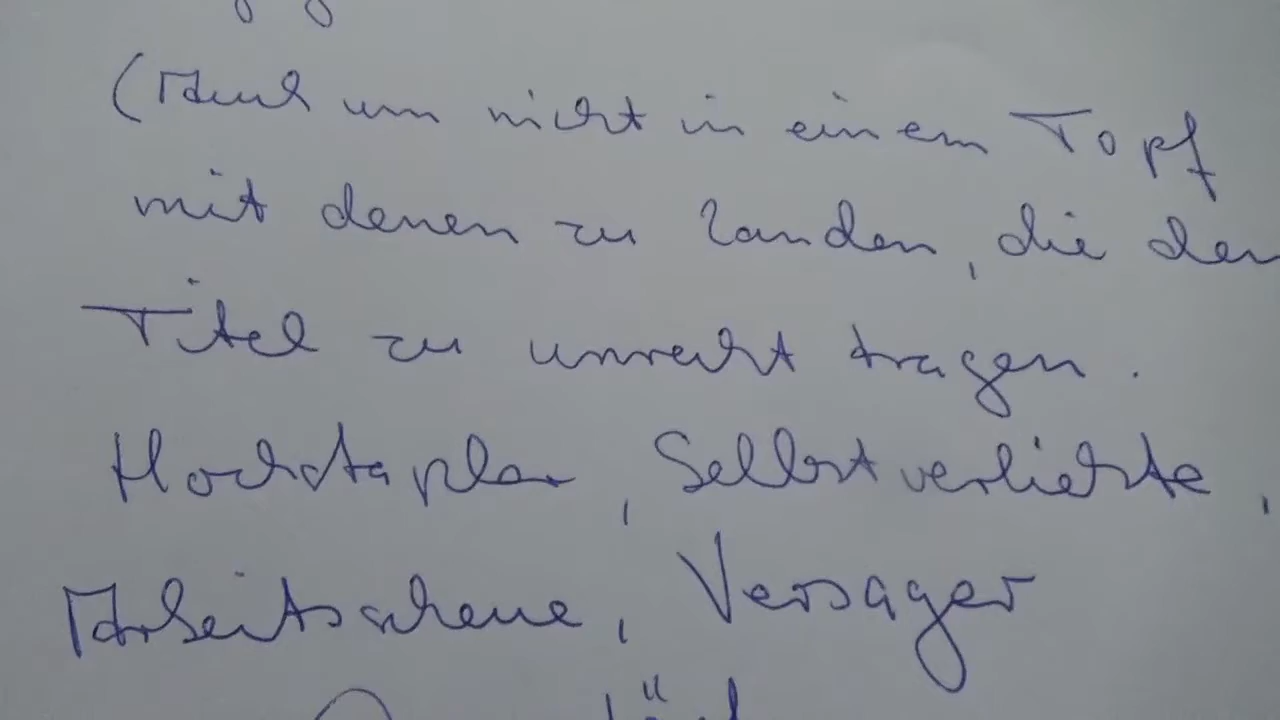 (Auch um nicht in einem Topf
mit denen zu landen, die den
Titel zu unrecht tragen.
Hochstapler, Selbstverliebte,
Arbeitsscheue, Versager